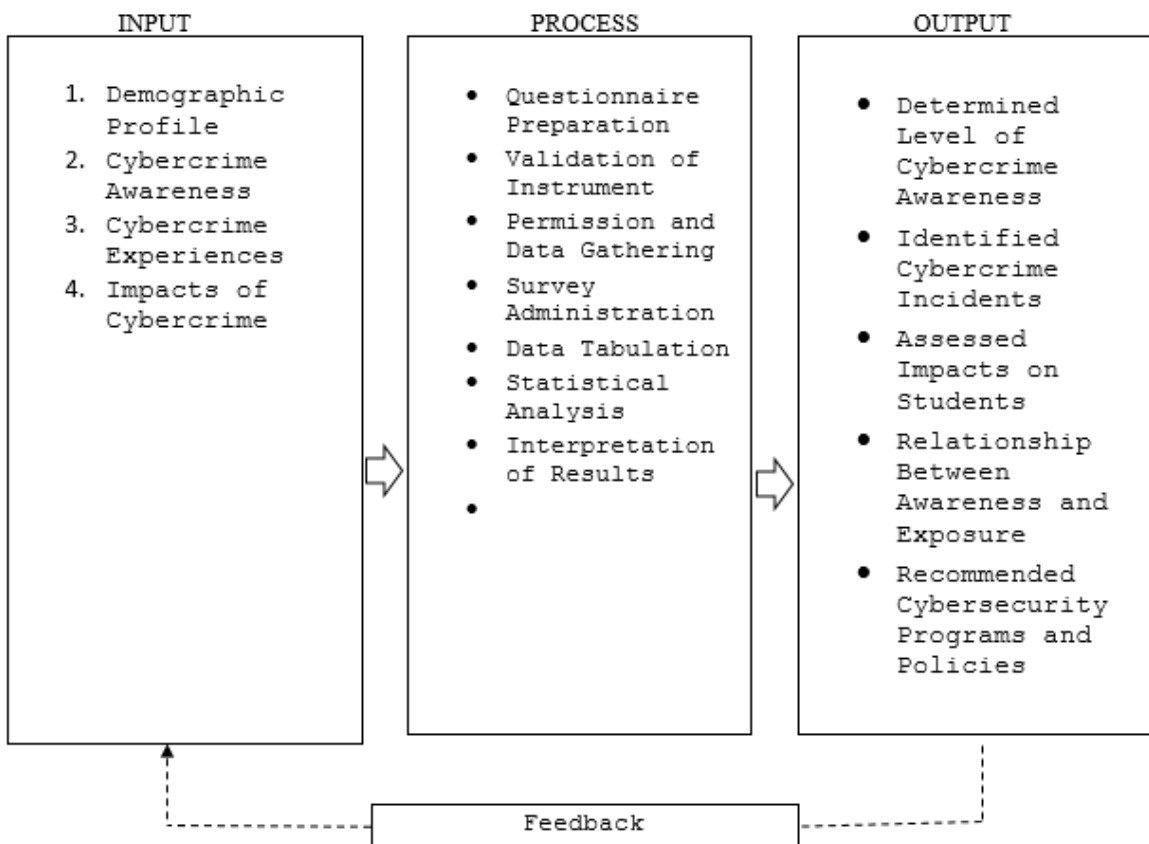 INPUT
1. Demographic
Profile
2. Cybercrime
Awareness
3. Cybercrime
Experiences
4. Impacts of
Cybercrime
PROCESS
• Questionnaire
Preparation
• Validation of
Instrument
• Permission and
Data Gathering
• Survey
Administration
• Data Tabulation
• Statistical
Analysis
• Interpretation
of Results
•
OUTPUT
• Determined
Level of
Cybercrime
Awareness
• Identified
Cybercrime
Incidents
• Assessed
Impacts on
Students
• Relationship
Between
Awareness and
Exposure
• Recommended
Cybersecurity
Programs and
Policies
Feedback